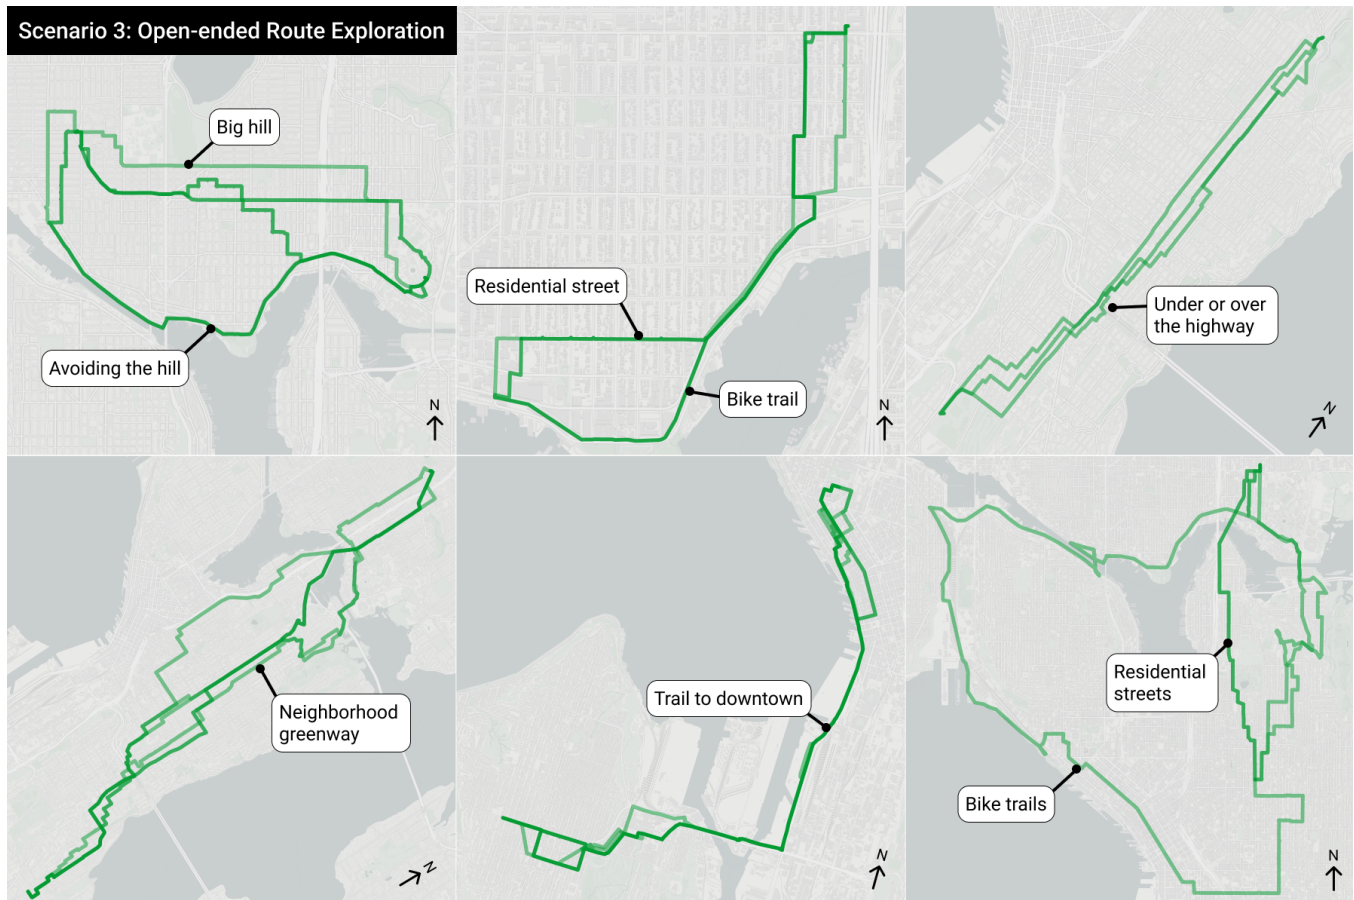 Scenario 3: Open-ended Route Exploration
Big hill
Avoiding the hill
N
Residential street
Bike trail
N
Under or over
the highway
N
Neighborhood
greenway
N
Trail to downtown
N
Residential
streets
Bike trails
N